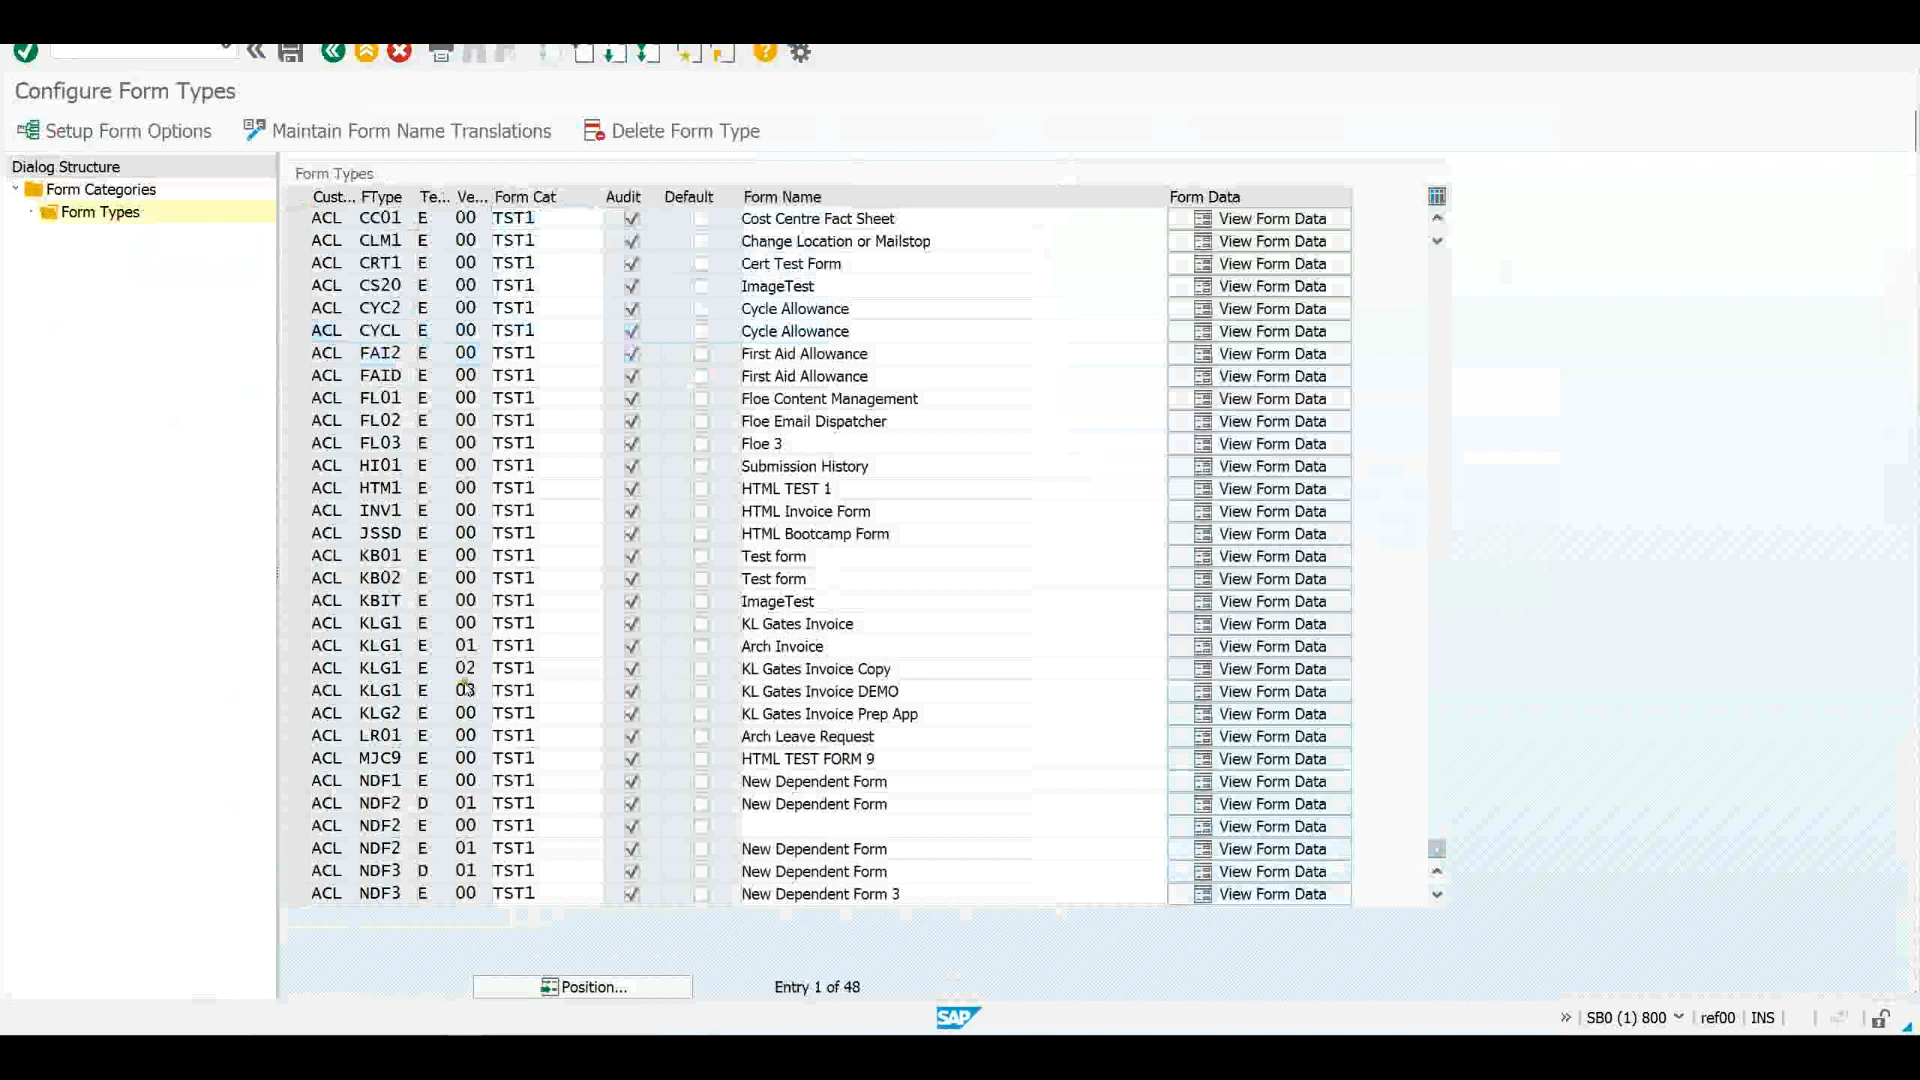 Configure Form Types
Setup Form Options Maintain Form Name Translations Delete Form Type
Dialog Structure
Form Categories
Form Types
Form Types
Cust... FType Te... Ve... Form Cat Audit Default Form Name Form Data
ACL CC01 E 00 TST1 Cost Centre Fact Sheet View Form Data
ACL CLM1 E 00 TST1 Change Location or Mailstop View Form Data
ACL CRT1 E 00 TST1 Cert Test Form View Form Data
ACL CS20 E 00 TST1 ImageTest View Form Data
ACL CYC2 E 00 TST1 Cycle Allowance View Form Data
ACL CYCL E 00 TST1 Cycle Allowance View Form Data
ACL FAI2 E 00 TST1 First Aid Allowance View Form Data
ACL FAID E 00 TST1 First Aid Allowance View Form Data
ACL FL01 E 00 TST1 Floe Content Management View Form Data
ACL FL02 E 00 TST1 Floe Email Dispatcher View Form Data
ACL FL03 E 00 TST1 Floe 3 View Form Data
ACL HI01 E 00 TST1 Submission History View Form Data
ACL HTM1 E 00 TST1 HTML TEST 1 View Form Data
ACL INV1 E 00 TST1 HTML Invoice Form View Form Data
ACL JSSD E 00 TST1 HTML Bootcamp Form View Form Data
ACL KB01 E 00 TST1 Test form View Form Data
ACL KB02 E 00 TST1 Test form View Form Data
ACL KBIT E 00 TST1 ImageTest View Form Data
ACL KLG1 E 00 TST1 KL Gates Invoice View Form Data
ACL KLG1 E 01 TST1 Arch Invoice View Form Data
ACL KLG1 E 02 TST1 KL Gates Invoice Copy View Form Data
ACL KLG1 E 03 TST1 KL Gates Invoice DEMO View Form Data
ACL KLG2 E 00 TST1 KL Gates Invoice Prep App View Form Data
ACL LR01 E 00 TST1 Arch Leave Request View Form Data
ACL MJC9 E 00 TST1 HTML TEST FORM 9 View Form Data
ACL NDF1 E 00 TST1 New Dependent Form View Form Data
ACL NDF2 D 01 TST1 New Dependent Form View Form Data
ACL NDF2 E 00 TST1 View Form Data
ACL NDF2 E 01 TST1 New Dependent Form View Form Data
ACL NDF3 D 01 TST1 New Dependent Form View Form Data
ACL NDF3 E 00 TST1 New Dependent Form 3 View Form Data
Position... Entry 1 of 48
SAP
SB0 (1) 800 ref00 INS